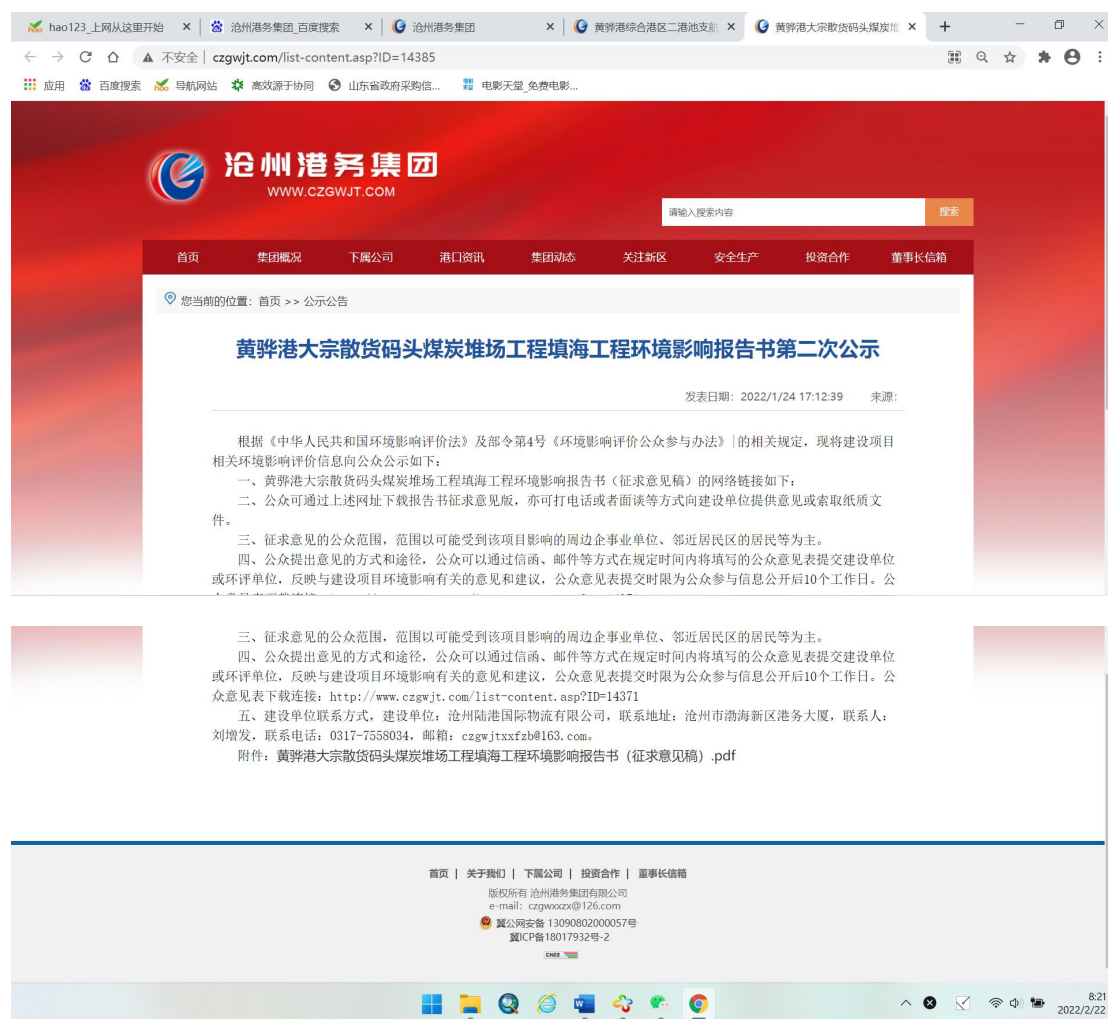 hao123_上网从这里开始
沧州港务集团_百度搜索
沧州港务集团
黄骅港综合港区二港池支航
黄骅港大宗散货码头煤炭堆
不安全 | czgwjt.com/list-content.asp?ID=14385
应用 百度搜索 导航网站 高效源于协同 山东省政府采购信... 电影天堂_免费电影...
沧州港务集团
WWW.CZGWJT.COM
请输入搜索内容 搜索
首页 集团概况 下属公司 港口资讯 集团动态 关注新区 安全生产 投资合作 董事长信箱
您当前的位置：首页 >> 公示公告
黄骅港大宗散货码头煤炭堆场工程填海工程环境影响报告书第二次公示
发表日期：2022/1/24 17:12:39 来源：
根据《中华人民共和国环境影响评价法》及部令第4号《环境影响评价公众参与办法》|的相关规定，现将建设项目
相关环境影响评价信息向公众公示如下：
一、黄骅港大宗散货码头煤炭堆场工程填海工程环境影响报告书（征求意见稿）的网络链接如下：
二、公众可通过上述网址下载报告书征求意见版，亦可打电话或者面谈等方式向建设单位提供意见或索取纸质文
件。
三、征求意见的公众范围，范围以可能受到该项目影响的周边企事业单位、邻近居民区的居民等为主。
四、公众提出意见的方式和途径，公众可以通过信函、邮件等方式在规定时间内将填写的公众意见表提交建设单位
或环评单位，反映与建设项目环境影响有关的意见和建议，公众意见表提交时限为公众参与信息公开后10个工作日。公
三、征求意见的公众范围，范围以可能受到该项目影响的周边企事业单位、邻近居民区的居民等为主。
四、公众提出意见的方式和途径，公众可以通过信函、邮件等方式在规定时间内将填写的公众意见表提交建设单位
或环评单位，反映与建设项目环境影响有关的意见和建议，公众意见表提交时限为公众参与信息公开后10个工作日。公
众意见表下载连接：http://www.czgwjt.com/list-content.asp?ID=14371
五、建设单位联系方式，建设单位：沧州陆港国际物流有限公司，联系地址：沧州市渤海新区港务大厦，联系人：
刘增发，联系电话：0317-7558034，邮箱：czgwjtxxfzb@163.com。
附件：黄骅港大宗散货码头煤炭堆场工程填海工程环境影响报告书（征求意见稿）.pdf
首页 | 关于我们 | 下属公司 | 投资合作 | 董事长信箱
版权所有 沧州港务集团有限公司
e-mail：czgwxxzx@126.com
冀公网安备 13090802000057号
冀ICP备18017932号-2
CNZZ
8:21
2022/2/22